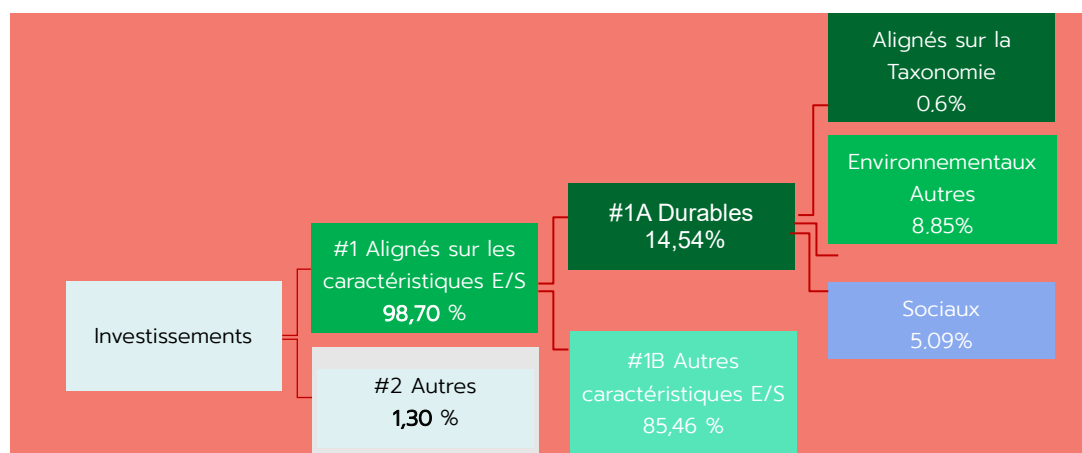 Investissements
#1 Alignés sur les
caractéristiques E/S
98,70 %
#2 Autres
1,30 %
#1A Durables
14,54%
#1B Autres
caractéristiques E/S
85,46 %
Alignés sur la
Taxonomie
0.6%
Environnementaux
Autres
8.85%
Sociaux
5.09%